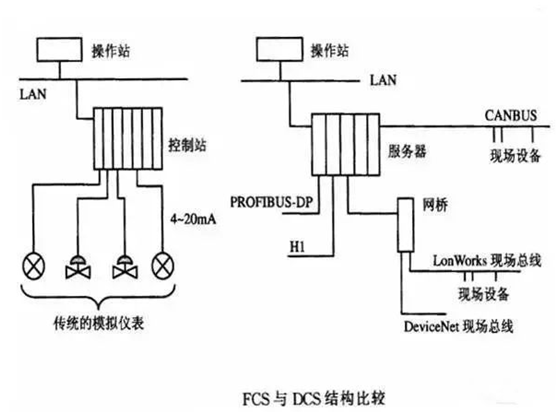 操作站
LAN
控制站
4~20mA
传统的模拟仪表
操作站
LAN
CANBUS
现场设备
服务器
PROFIBUS-DP
网桥
H1
LonWorks 现场总线
现场设备
DeviceNet 现场总线
FCS 与 DCS 结构比较